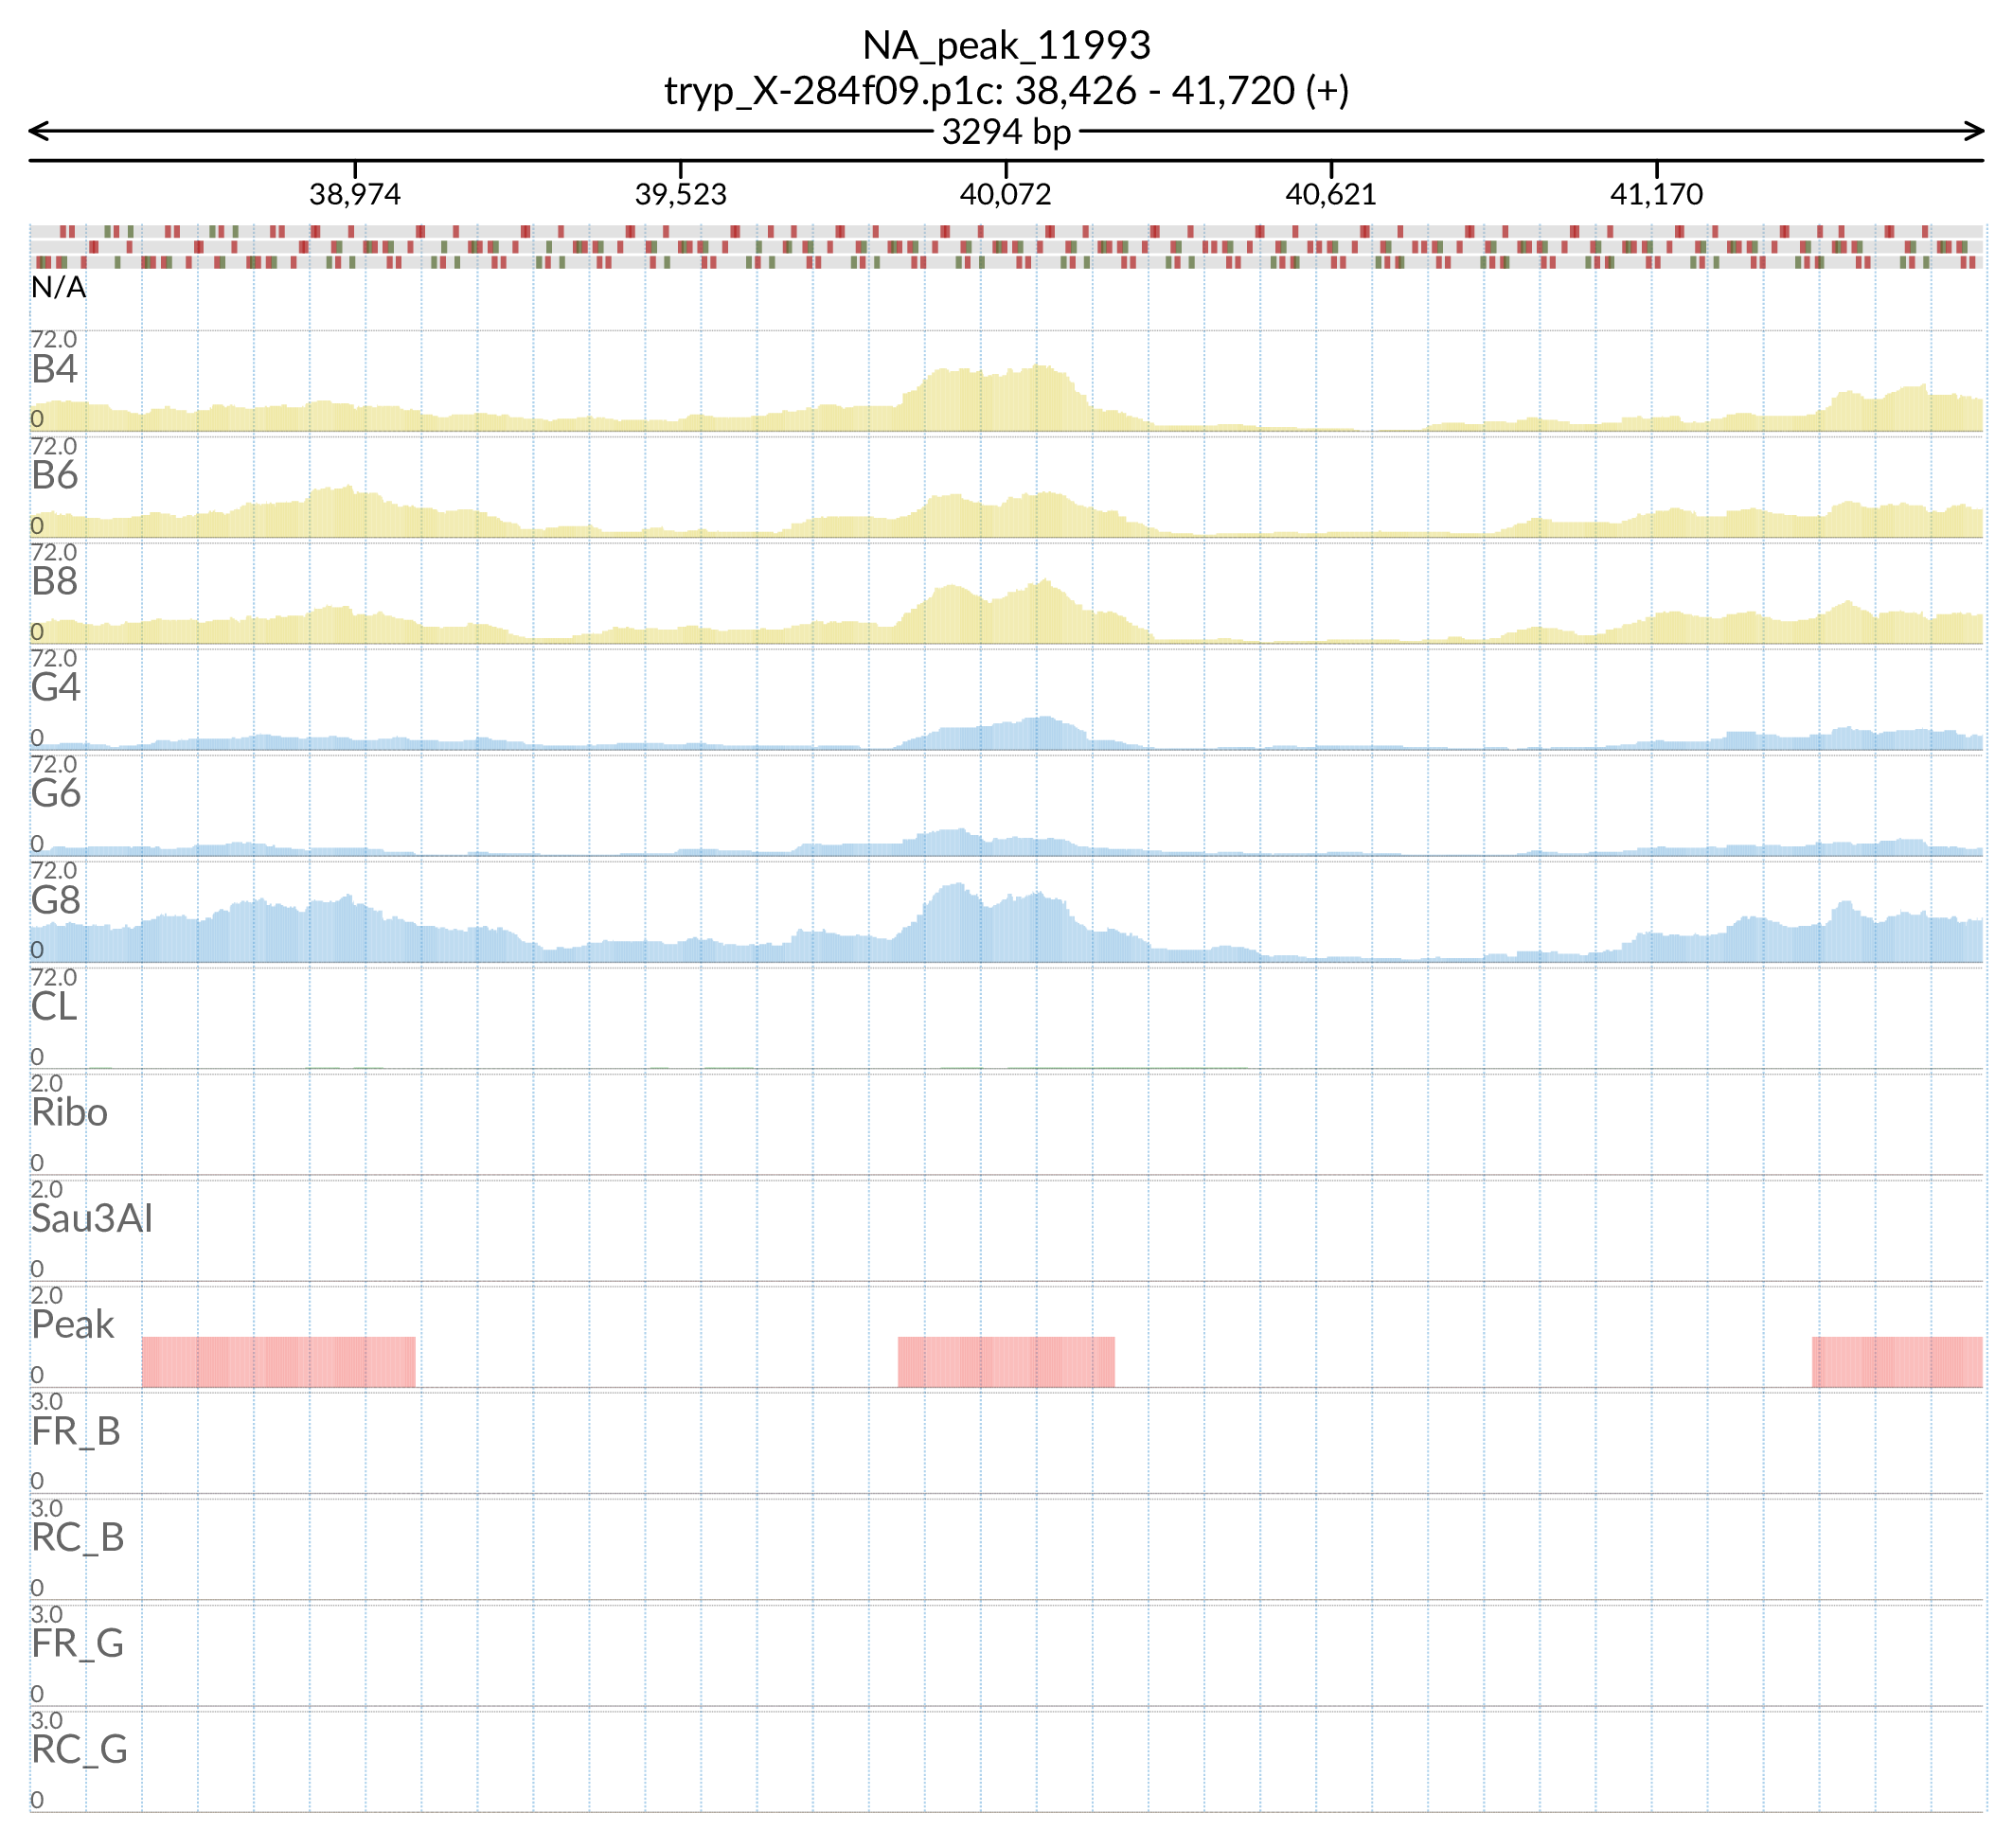 NA_peak_11993
tryp_X-284f09.p1c: 38,426 - 41,720 (+)
3294 bp
38,974 39,523 40,072 40,621 41,170
N/A
72.0
B4
0
72.0
B6
0
72.0
B8
0
72.0
G4
0
72.0
G6
0
72.0
G8
0
72.0
CL
0
2.0
Ribo
0
2.0
Sau3AI
0
2.0
Peak
0
3.0
FR_B
0
3.0
RC_B
0
3.0
FR_G
0
3.0
RC_G
0